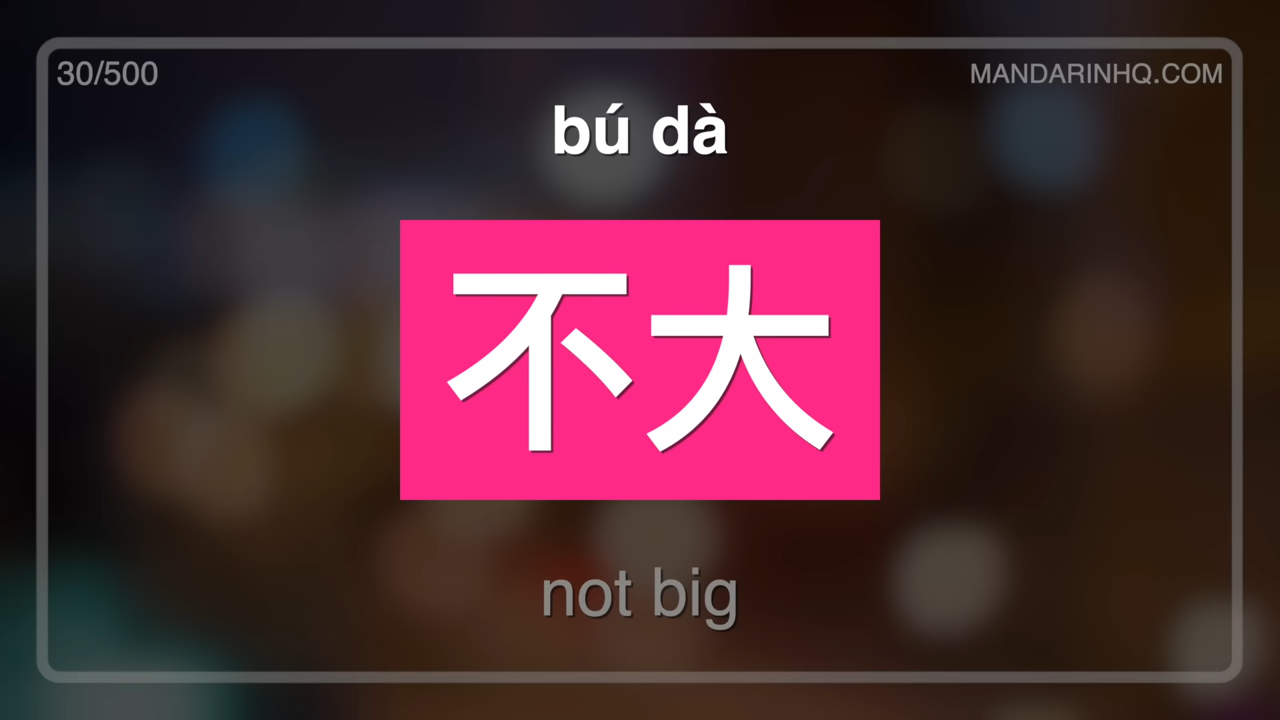 30/500
MANDARINHQ.COM
bú dà
不大
not big